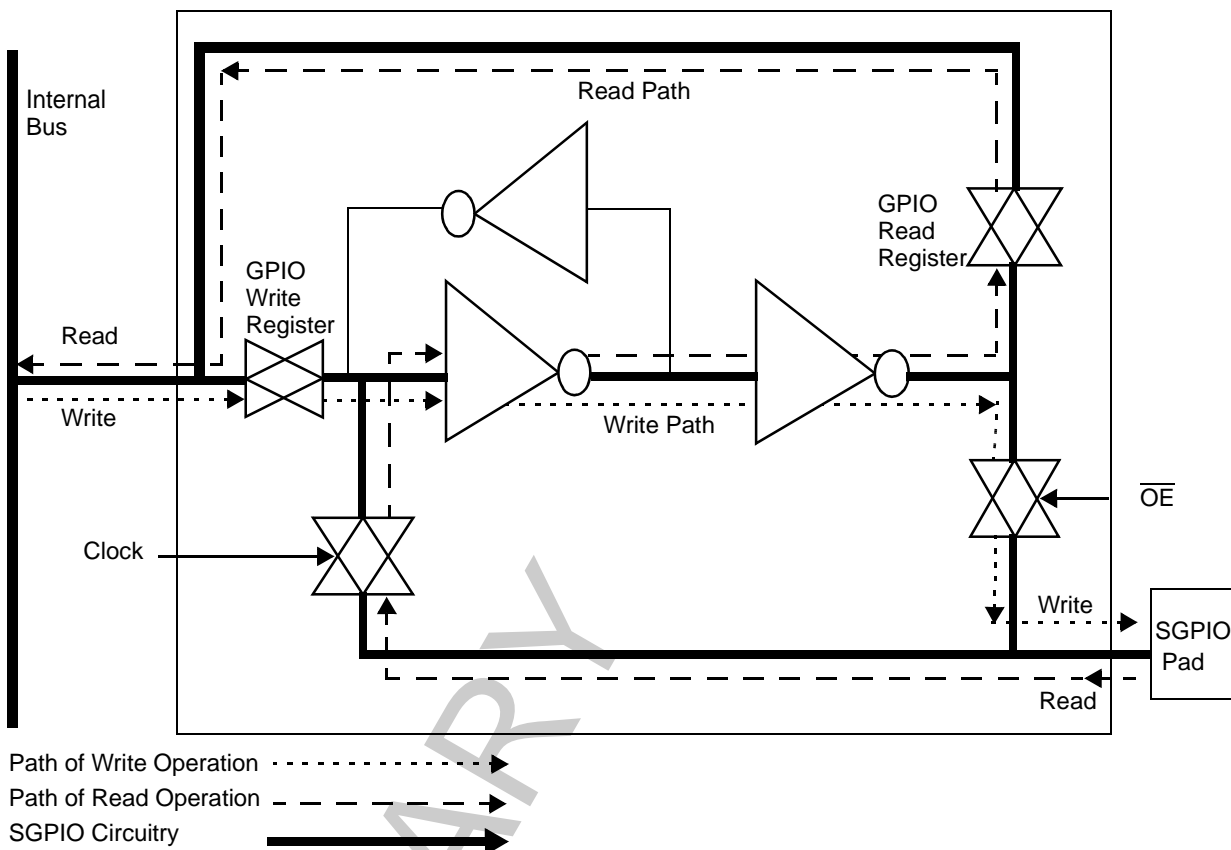 Internal
Bus
Read Path
GPIO
Read
Register
GPIO
Write
Register
Read
Write
Write Path
Clock
OE
Write
SGPIO
Pad
Read
Path of Write Operation
Path of Read Operation
SGPIO Circuitry
ARY